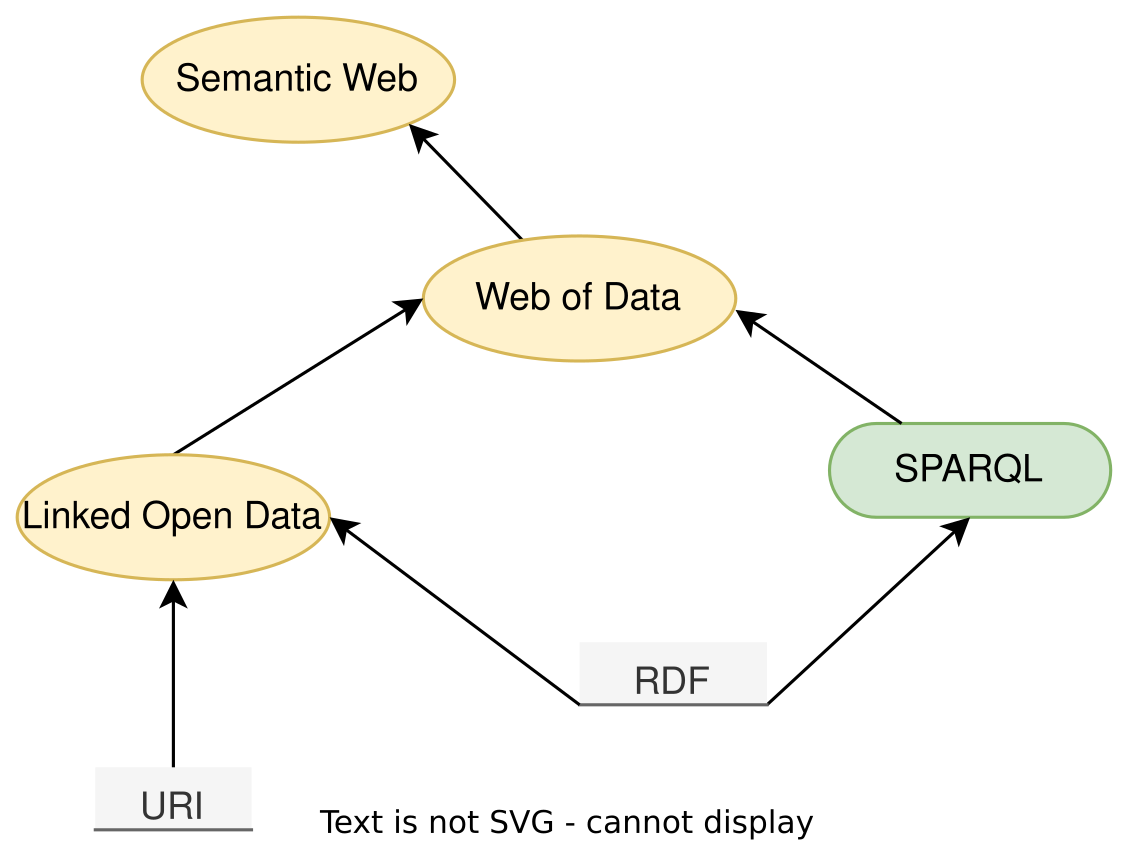 Semantic Web
Web of Data
SPARQL
Linked Open Data
RDF
URI
Text is not SVG - cannot display